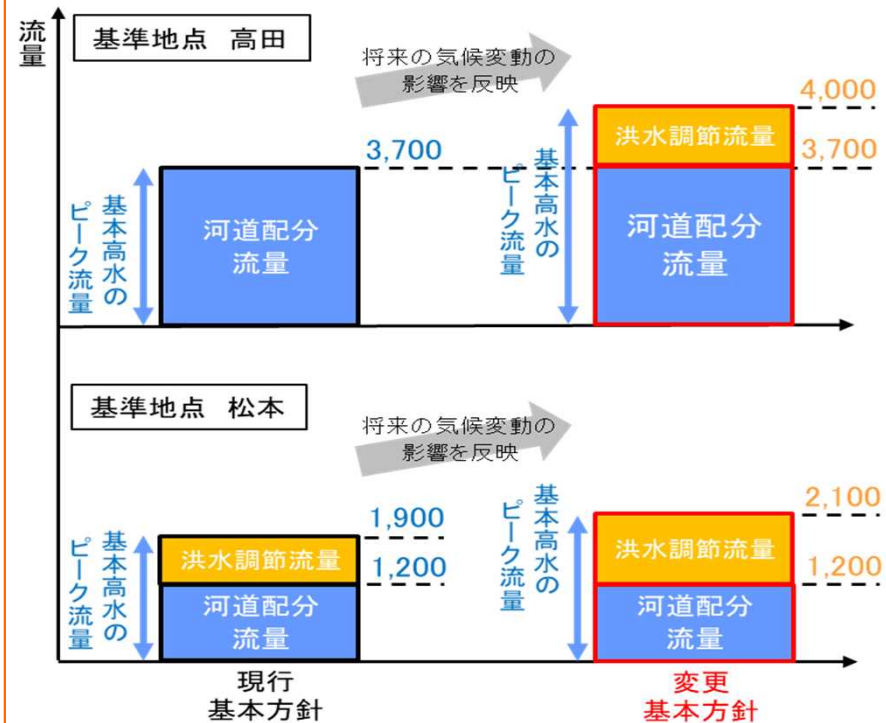 流量
基準地点 高田
将来の気候変動の
影響を反映
基本高水の
ピーク流量
3,700
河道配分
流量
基本高水の
ピーク流量
4,000
洪水調節流量
3,700
河道配分
流量
基準地点 松本
将来の気候変動の
影響を反映
基本高水の
ピーク流量
1,900
洪水調節流量
1,200
河道配分
流量
基本高水の
ピーク流量
2,100
洪水調節流量
1,200
河道配分
流量
現行
基本方針
変更
基本方針